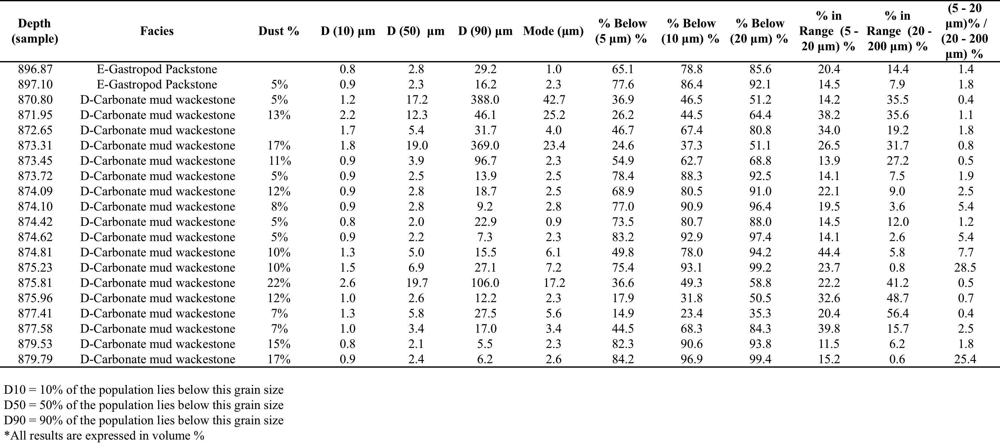 Depth (sample) Facies Dust % D (10) µm D (50) µm D (90) µm Mode (µm) % Below (5 µm) % % Below (10 µm) % % Below (20 µm) % % in Range (5 - 20 µm) % % in Range (20 - 200 µm) % (5 - 20 µm)% / (20 - 200 µm) %
896.87 E-Gastropod Packstone 0.8 2.8 29.2 1.0 65.1 78.8 85.6 20.4 14.4 1.4
897.10 E-Gastropod Packstone 5% 0.9 2.3 16.2 2.3 77.6 86.4 92.1 14.5 7.9 1.8
870.80 D-Carbonate mud wackestone 5% 1.2 17.2 388.0 42.7 36.9 46.5 51.2 14.2 35.5 0.4
871.95 D-Carbonate mud wackestone 13% 2.2 12.3 46.1 25.2 26.2 44.5 64.4 38.2 35.6 1.1
872.65 D-Carbonate mud wackestone 1.7 5.4 31.7 4.0 46.7 67.4 80.8 34.0 19.2 1.8
873.31 D-Carbonate mud wackestone 17% 1.8 19.0 369.0 23.4 24.6 37.3 51.1 26.5 31.7 0.8
873.45 D-Carbonate mud wackestone 11% 0.9 3.9 96.7 2.3 54.9 62.7 68.8 13.9 27.2 0.5
873.72 D-Carbonate mud wackestone 5% 0.9 2.5 13.9 2.5 78.4 88.3 92.5 14.1 7.5 1.9
874.09 D-Carbonate mud wackestone 12% 0.9 2.8 18.7 2.5 68.9 80.5 91.0 22.1 9.0 2.5
874.10 D-Carbonate mud wackestone 8% 0.9 2.8 9.2 2.8 77.0 90.9 96.4 19.5 3.6 5.4
874.42 D-Carbonate mud wackestone 5% 0.8 2.0 22.9 0.9 73.5 80.7 88.0 14.5 12.0 1.2
874.62 D-Carbonate mud wackestone 5% 0.9 2.2 7.3 2.3 83.2 92.9 97.4 14.1 2.6 5.4
874.81 D-Carbonate mud wackestone 10% 1.3 5.0 15.5 6.1 49.8 78.0 94.2 44.4 5.8 7.7
875.23 D-Carbonate mud wackestone 10% 1.5 6.9 27.1 7.2 75.4 93.1 99.2 23.7 0.8 28.5
875.81 D-Carbonate mud wackestone 22% 2.6 19.7 106.0 17.2 36.6 49.3 58.8 22.2 41.2 0.5
875.96 D-Carbonate mud wackestone 12% 1.0 2.6 12.2 2.3 17.9 31.8 50.5 32.6 48.7 0.7
877.41 D-Carbonate mud wackestone 7% 1.3 5.8 27.5 5.6 14.9 23.4 35.3 20.4 56.4 0.4
877.58 D-Carbonate mud wackestone 7% 1.0 3.4 17.0 3.4 44.5 68.3 84.3 39.8 15.7 2.5
879.53 D-Carbonate mud wackestone 15% 0.8 2.1 5.5 2.3 82.3 90.6 93.8 11.5 6.2 1.8
879.79 D-Carbonate mud wackestone 17% 0.9 2.4 6.2 2.6 84.2 96.9 99.4 15.2 0.6 25.4
D10 = 10% of the population lies below this grain size
D50 = 50% of the population lies below this grain size
D90 = 90% of the population lies below this grain size
*All results are expressed in volume %